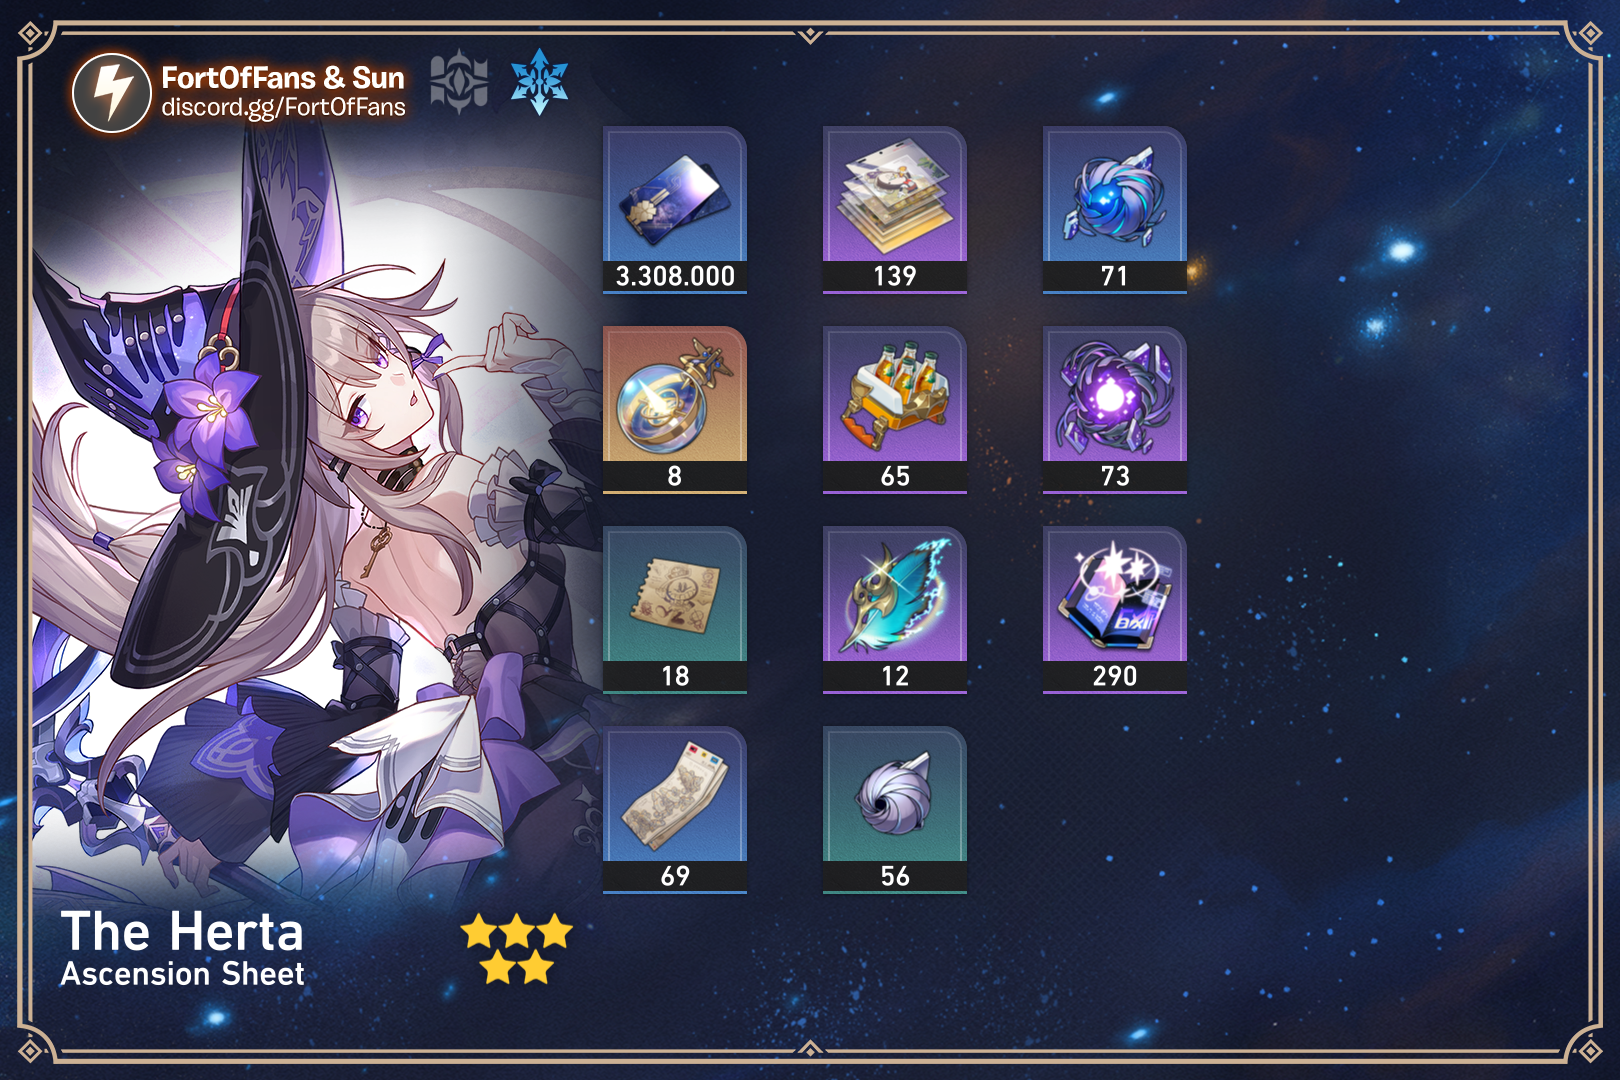 FortOfFans & Sun
discord.gg/FortOfFans
3.308.000
139
71
8
65
73
18
12
290
69
56
The Herta
Ascension Sheet